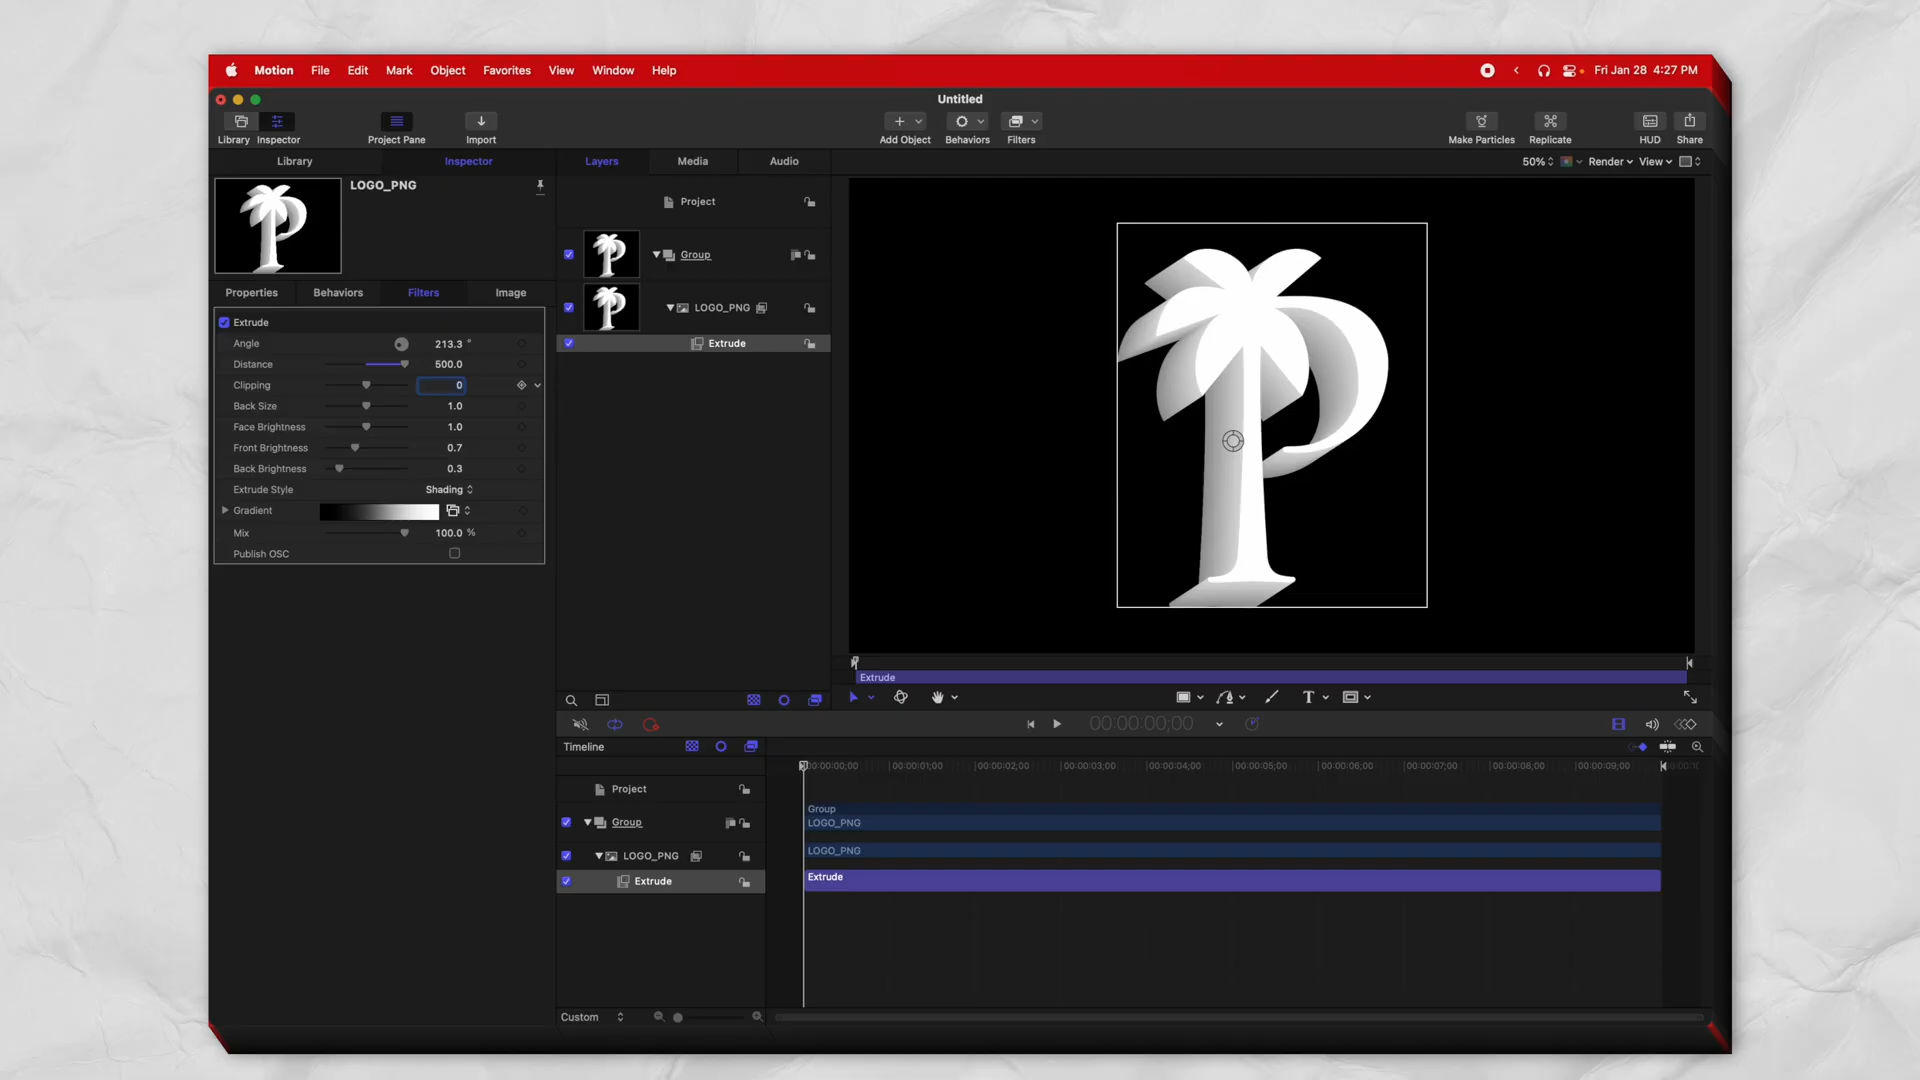 Motion File Edit Mark Object Favorites View Window Help
Fri Jan 28 4:27 PM
Untitled
Library Inspector Project Pane Import Add Object Behaviors Filters Make Particles Replicate HUD Share
Library Inspector Layers Media Audio
50% Render View
LOGO_PNG
Project
Group
LOGO_PNG
Extrude
Properties Behaviors Filters Image
Extrude
Angle 213.3 °
Distance 500.0
Clipping 0
Back Size 1.0
Face Brightness 1.0
Front Brightness 0.7
Back Brightness 0.3
Extrude Style Shading
Gradient
Mix 100.0 %
Publish OSC
P
Extrude
T
00:00:00;00
Timeline
00:00:00;00 00:00:01;00 00:00:02;00 00:00:03;00 00:00:04;00 00:00:05;00 00:00:06;00 00:00:07;00 00:00:08;00 00:00:09;00
Project
Group
Group
LOGO_PNG
LOGO_PNG
LOGO_PNG
Extrude
Extrude
Custom